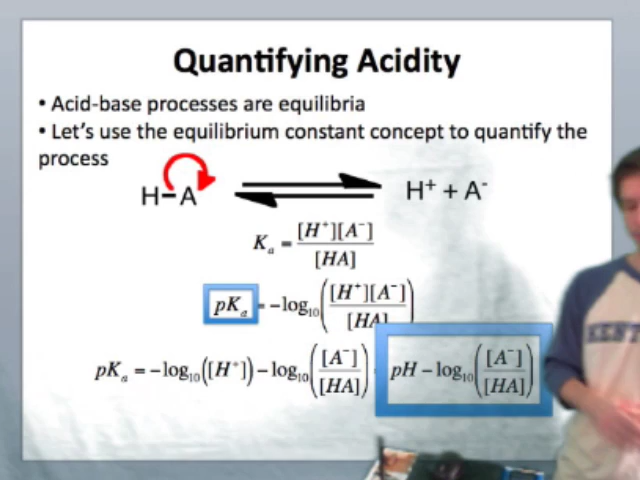 Quantifying Acidity
• Acid-base processes are equilibria
• Let's use the equilibrium constant concept to quantify the
process
H–A ⇌ H⁺ + A⁻
Kₐ = [H⁺][A⁻] / [HA]
pKₐ = −log₁₀([H⁺][A⁻] / [HA])
pKₐ = −log₁₀([H⁺]) − log₁₀([A⁻] / [HA]) pH − log₁₀([A⁻] / [HA])
KENT